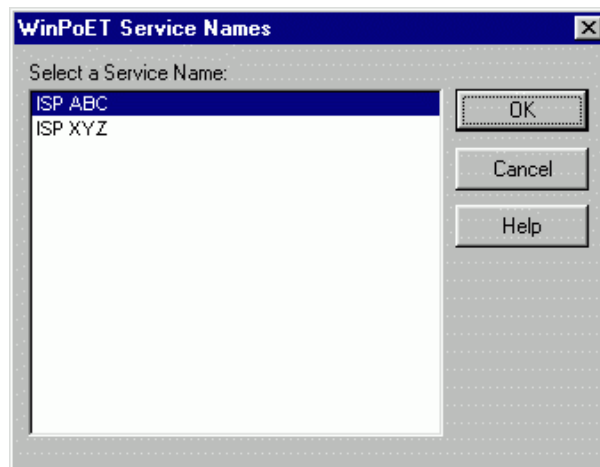 WinPoET Service Names
Select a Service Name:
ISP ABC
ISP XYZ
OK
Cancel
Help